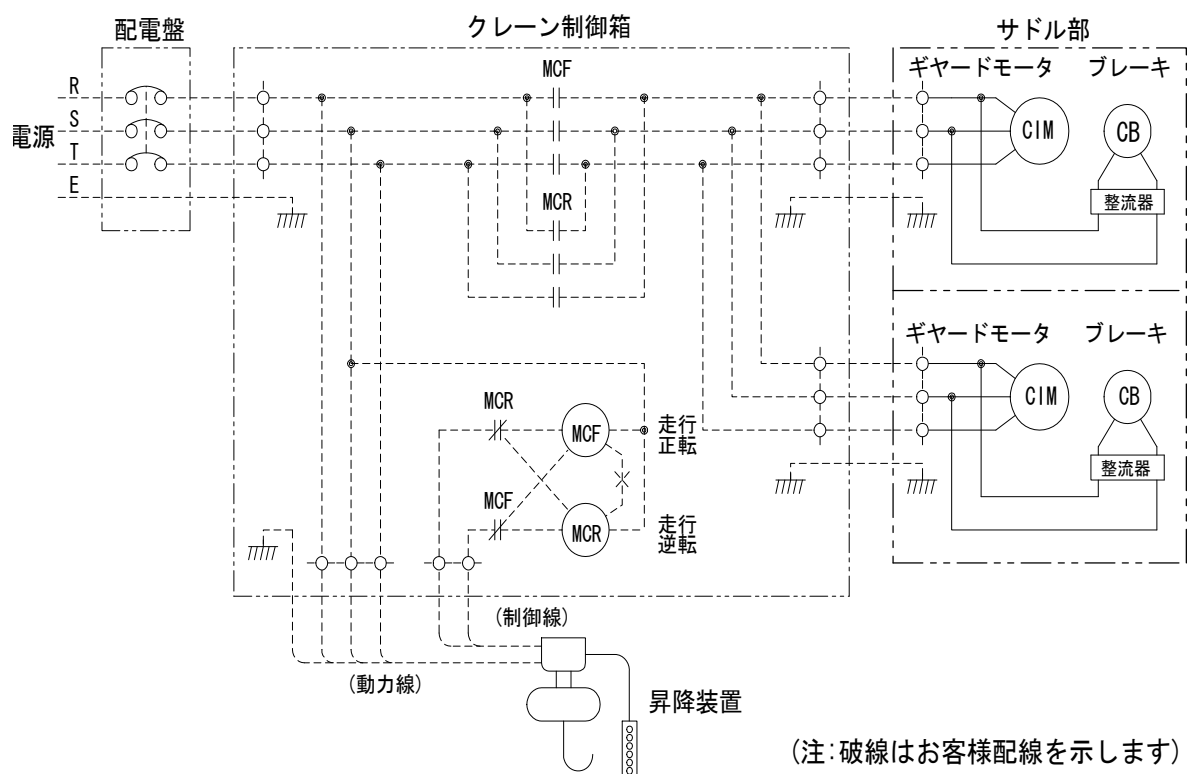 配電盤
クレーン制御箱
サドル部
MCF
ギヤードモータ
ブレーキ
R
S
電源
T
E
CIM
CB
整流器
MCR
ギヤードモータ
ブレーキ
CIM
CB
整流器
MCR
MCF
走行
正転
MCF
MCR
走行
逆転
(制御線)
(動力線)
昇降装置
(注:破線はお客様配線を示します)